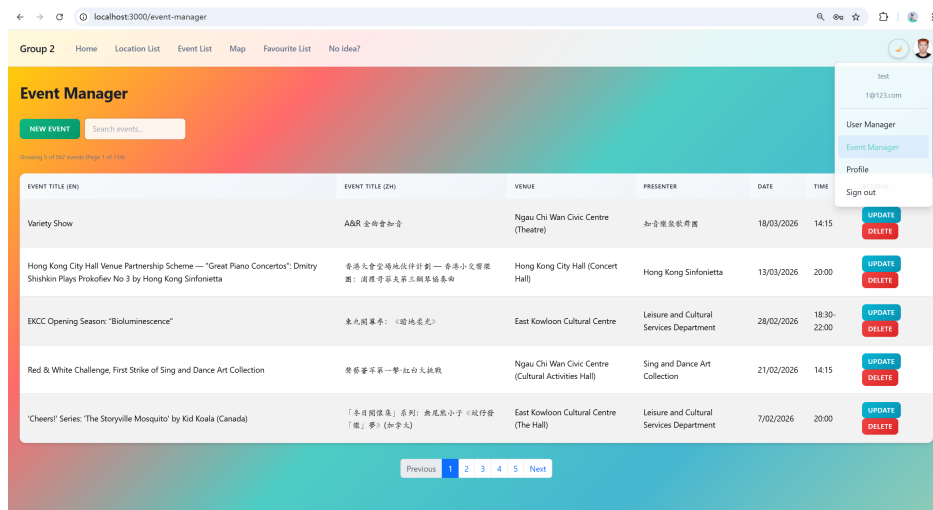 localhost:3000/event-manager
Group 2 Home Location List Event List Map Favourite List No idea?
test
1@123.com
User Manager
Event Manager
Profile
Sign out
Event Manager
NEW EVENT Search events...
Showing 5 of 567 events (Page 1 of 114)
EVENT TITLE (EN) EVENT TITLE (ZH) VENUE PRESENTER DATE TIME
Variety Show A&R 金曲會知音 Ngau Chi Wan Civic Centre (Theatre) 知音樂聚歌舞團 18/03/2026 14:15 UPDATE DELETE
Hong Kong City Hall Venue Partnership Scheme — "Great Piano Concertos": Dmitry
Shishkin Plays Prokofiev No 3 by Hong Kong Sinfonietta
香港大會堂場地伙伴計劃 — 香港小交響樂
團：浦羅哥菲夫第三鋼琴協奏曲
Hong Kong City Hall (Concert
Hall)
Hong Kong Sinfonietta 13/03/2026 20:00 UPDATE DELETE
EKCC Opening Season: "Bioluminescence" 東九開幕季：《暗地柔光》 East Kowloon Cultural Centre
Leisure and Cultural
Services Department
28/02/2026
18:30-
22:00
UPDATE
DELETE
Red & White Challenge, First Strike of Sing and Dance Art Collection 聲藝薈萃第一擊·紅白大挑戰
Ngau Chi Wan Civic Centre
(Cultural Activities Hall)
Sing and Dance Art
Collection
21/02/2026 14:15
UPDATE
DELETE
'Cheers!' Series: 'The Storyville Mosquito' by Kid Koala (Canada)
「冬日開懷集」系列：無尾熊小子《蚊仔發
「瘋」夢》(加拿大)
East Kowloon Cultural Centre
(The Hall)
Leisure and Cultural
Services Department
7/02/2026 20:00
UPDATE
DELETE
Previous 1 2 3 4 5 Next